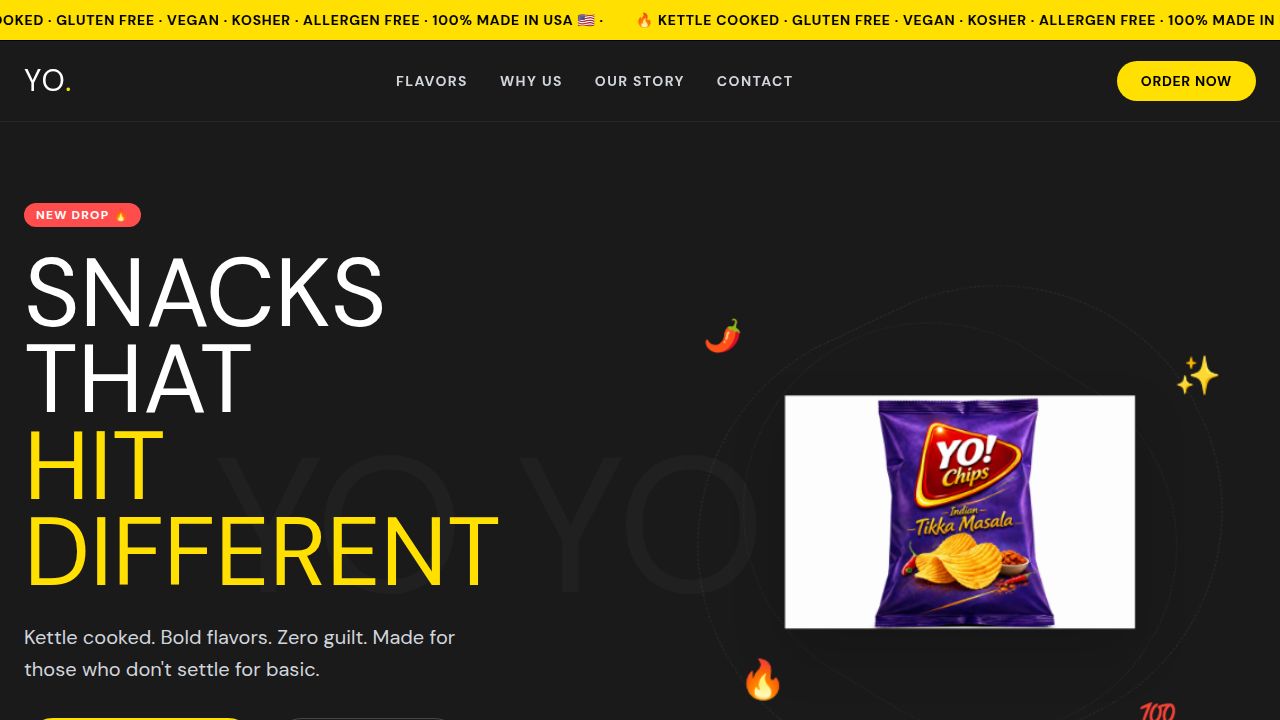 OOKED · GLUTEN FREE · VEGAN · KOSHER · ALLERGEN FREE · 100% MADE IN USA 🇺🇸 · 🔥 KETTLE COOKED · GLUTEN FREE · VEGAN · KOSHER · ALLERGEN FREE · 100% MADE IN
YO.
FLAVORS WHY US OUR STORY CONTACT
ORDER NOW
NEW DROP 🔥
SNACKS
THAT
HIT
DIFFERENT
YO YO
Kettle cooked. Bold flavors. Zero guilt. Made for
those who don't settle for basic.
YO!
Chips
Indian
Tikka Masala
💯